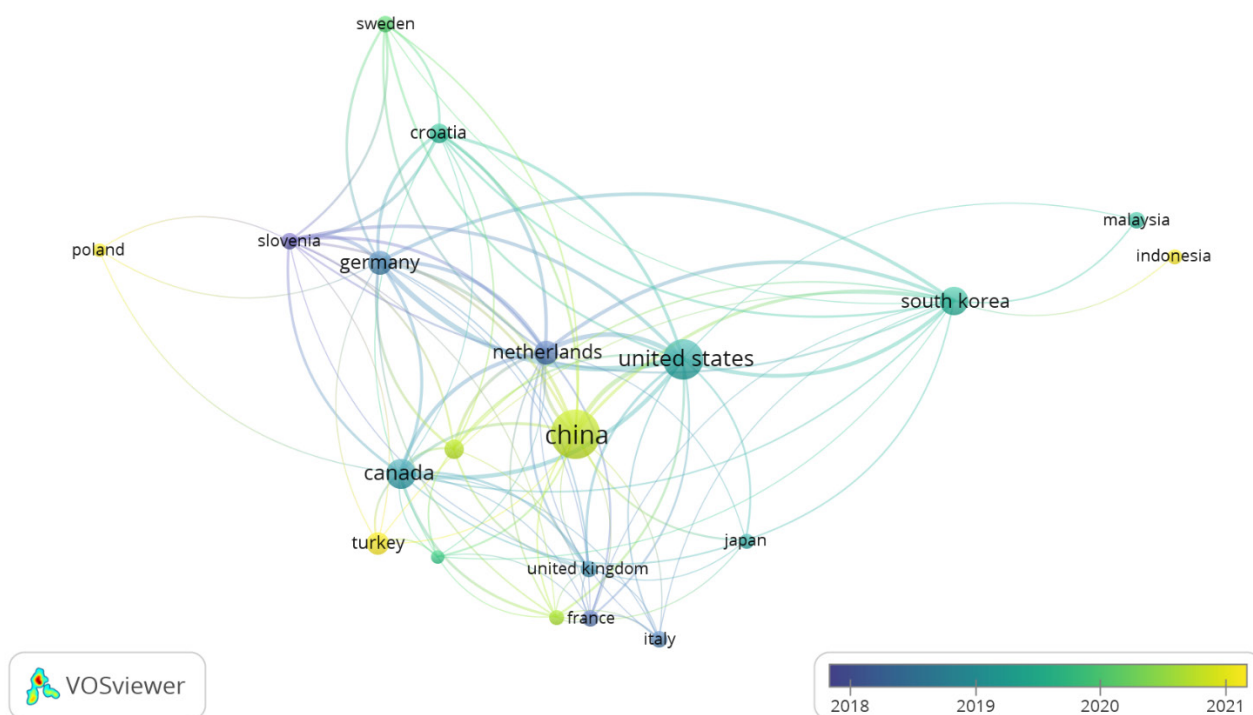 sweden
croatia
malaysia
slovenia
poland
indonesia
germany
south korea
netherlands
united states
china
canada
japan
turkey
united kingdom
france
italy
VOSviewer
2018
2019
2020
2021